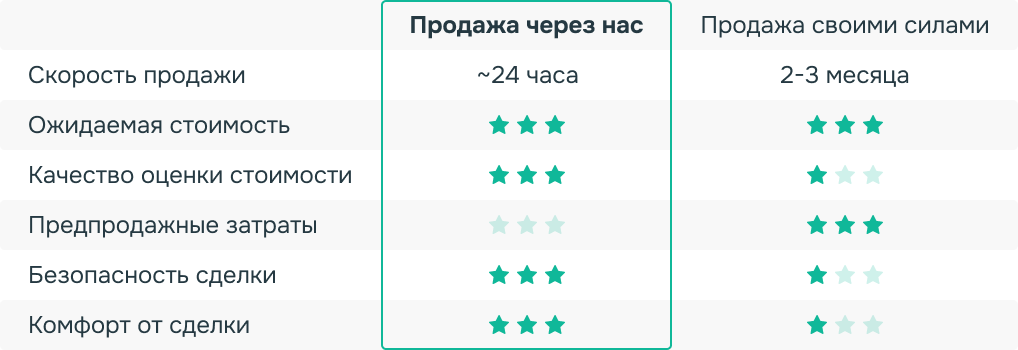 Продажа через нас Продажа своими силами
Скорость продажи ~24 часа 2-3 месяца
Ожидаемая стоимость
Качество оценки стоимости
Предпродажные затраты
Безопасность сделки
Комфорт от сделки